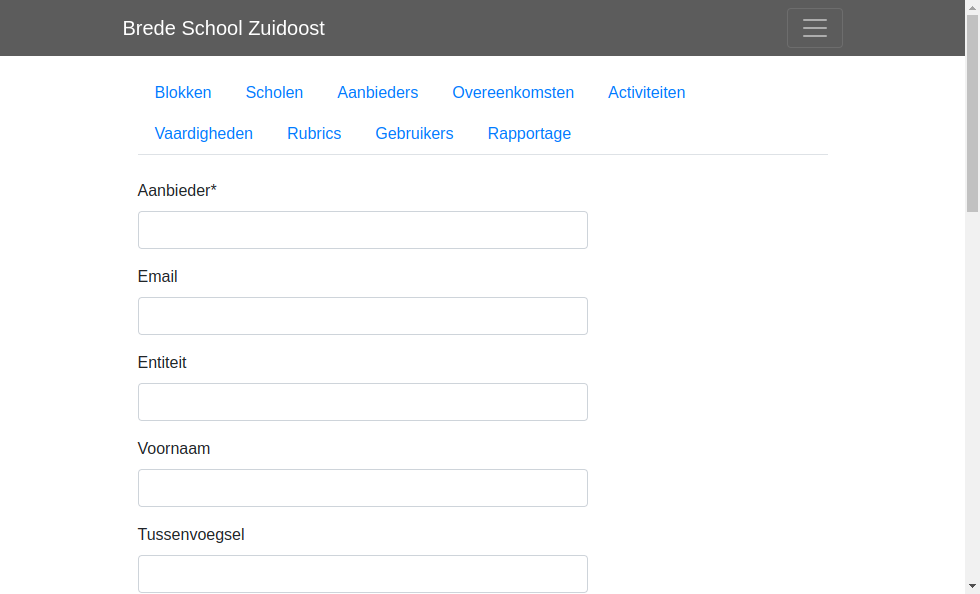 Brede School Zuidoost
Blokken Scholen Aanbieders Overeenkomsten Activiteiten
Vaardigheden Rubrics Gebruikers Rapportage
Aanbieder*
Email
Entiteit
Voornaam
Tussenvoegsel